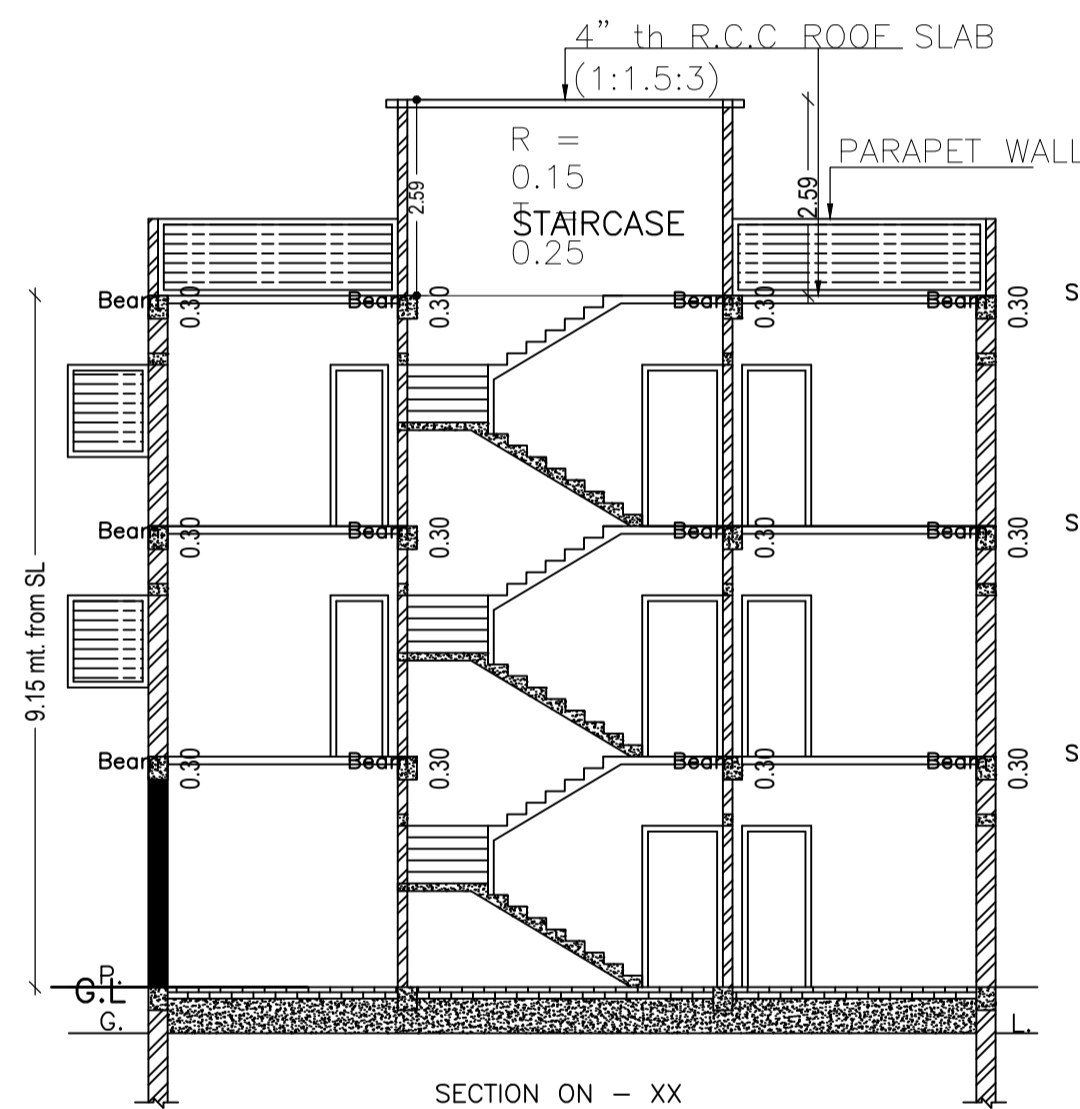 4” th R.C.C ROOF SLAB
(1:1.5:3)
PARAPET WALL
R =
0.15
T =
0.25
STAIRCASE
2.59
2.59
Beam 0.30 Beam 0.30 Beam 0.30 Beam 0.30 S
Beam 0.30 Beam 0.30 Beam 0.30 Beam 0.30 S
Beam 0.30 Beam 0.30 Beam 0.30 Beam 0.30 S
9.15 mt. from SL
P.
G.L
G. L.
SECTION ON – XX